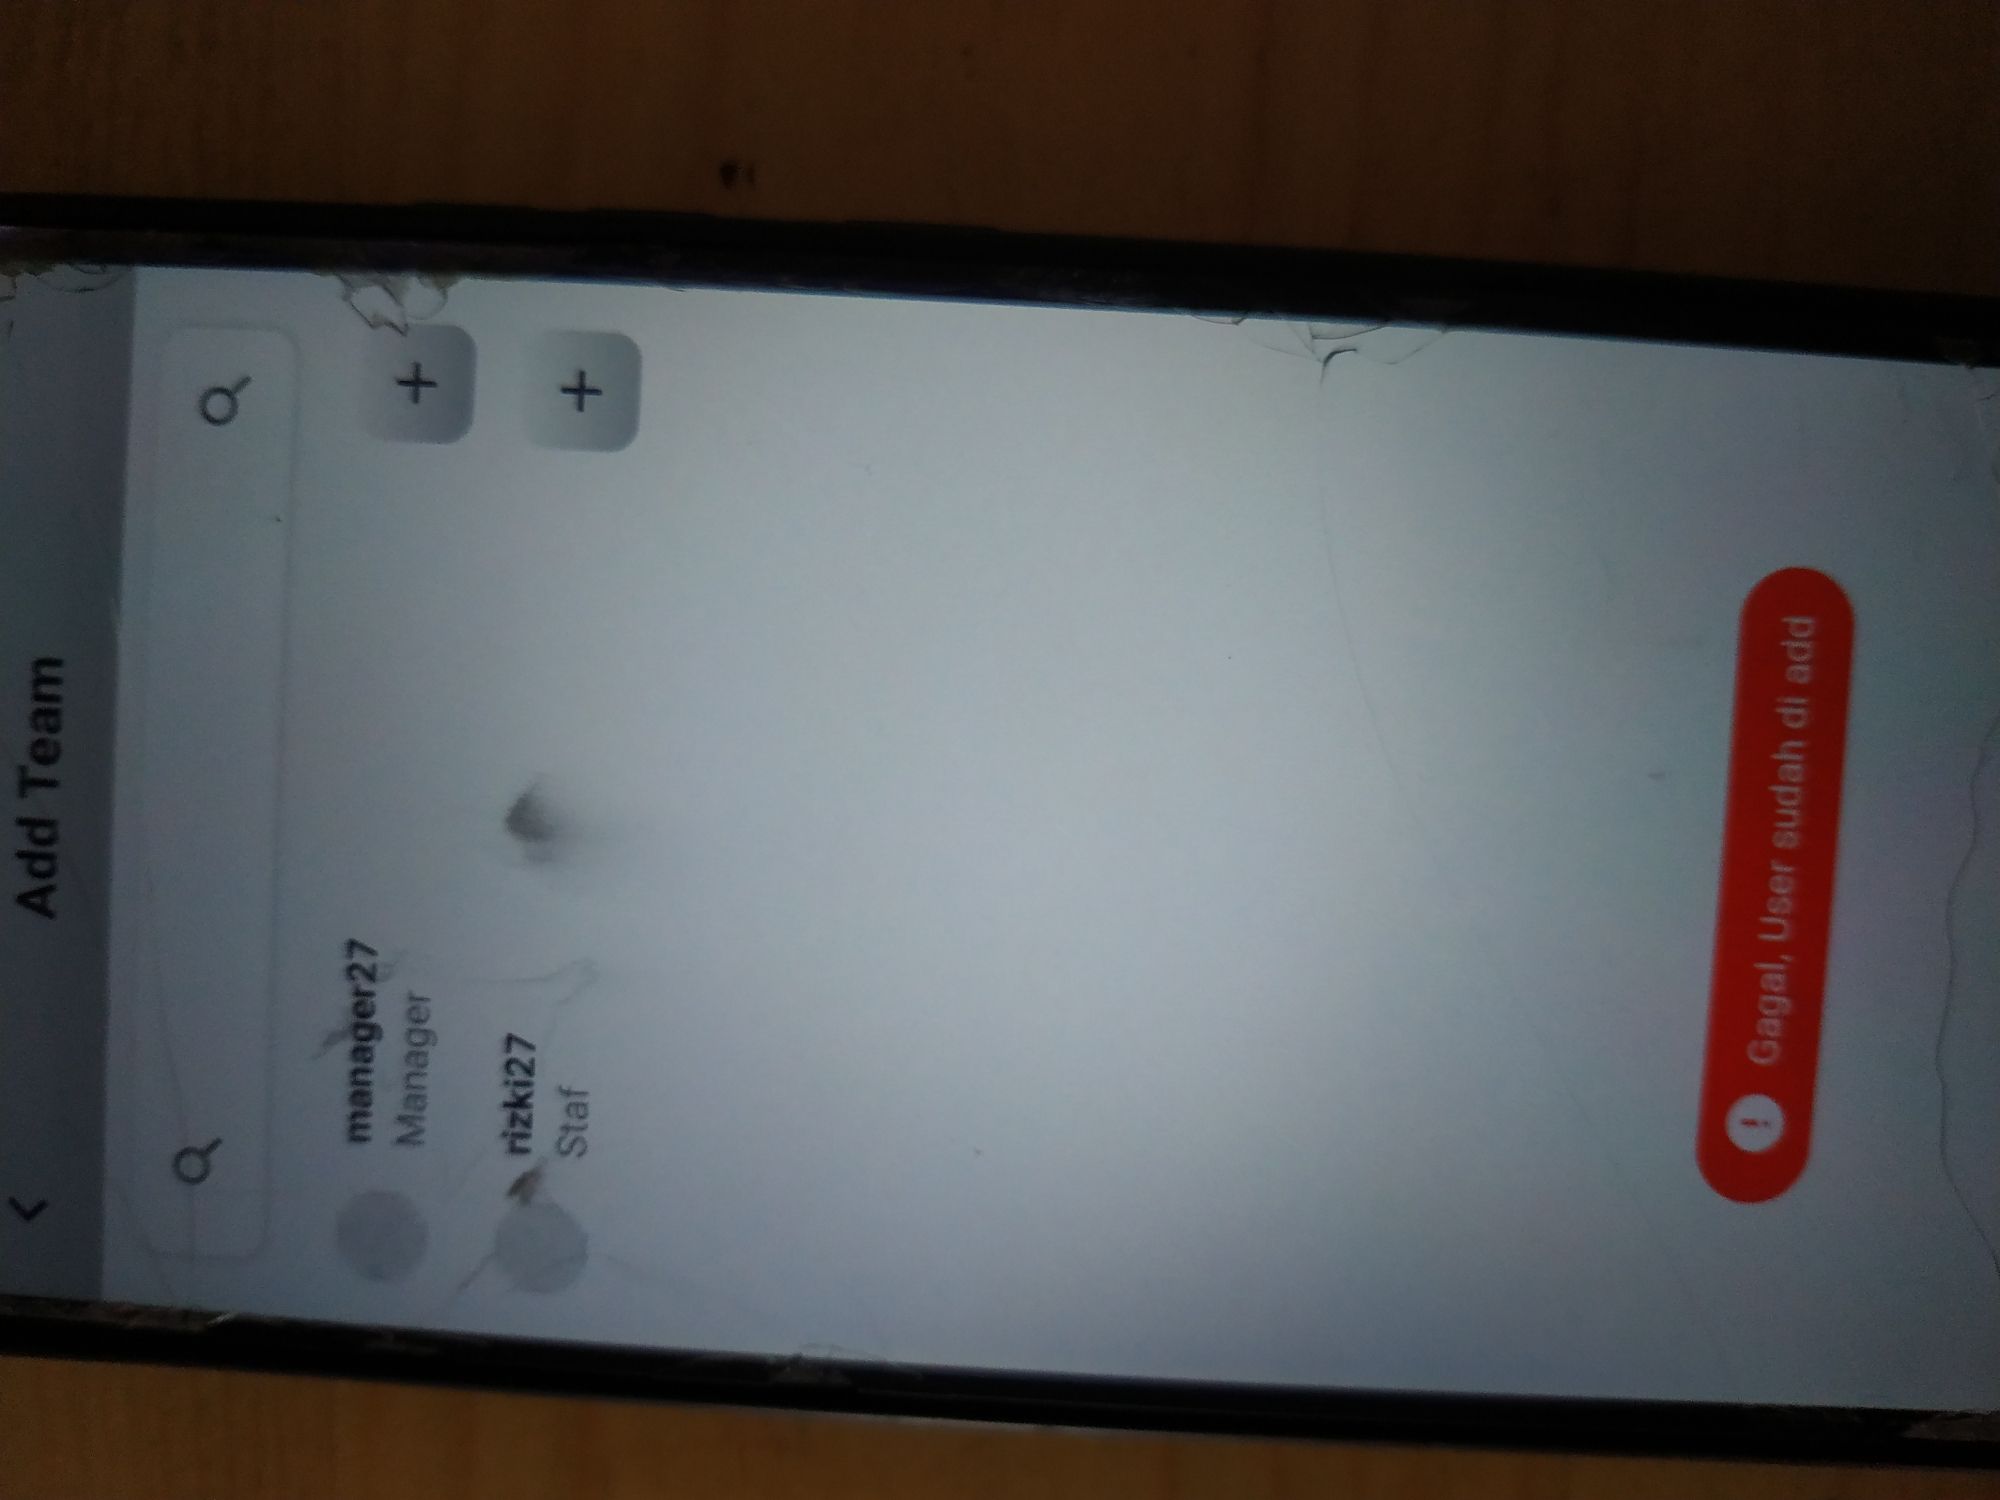 Add Team
manager27
Manager
rizki27
Staf
Gagal, User sudah di add